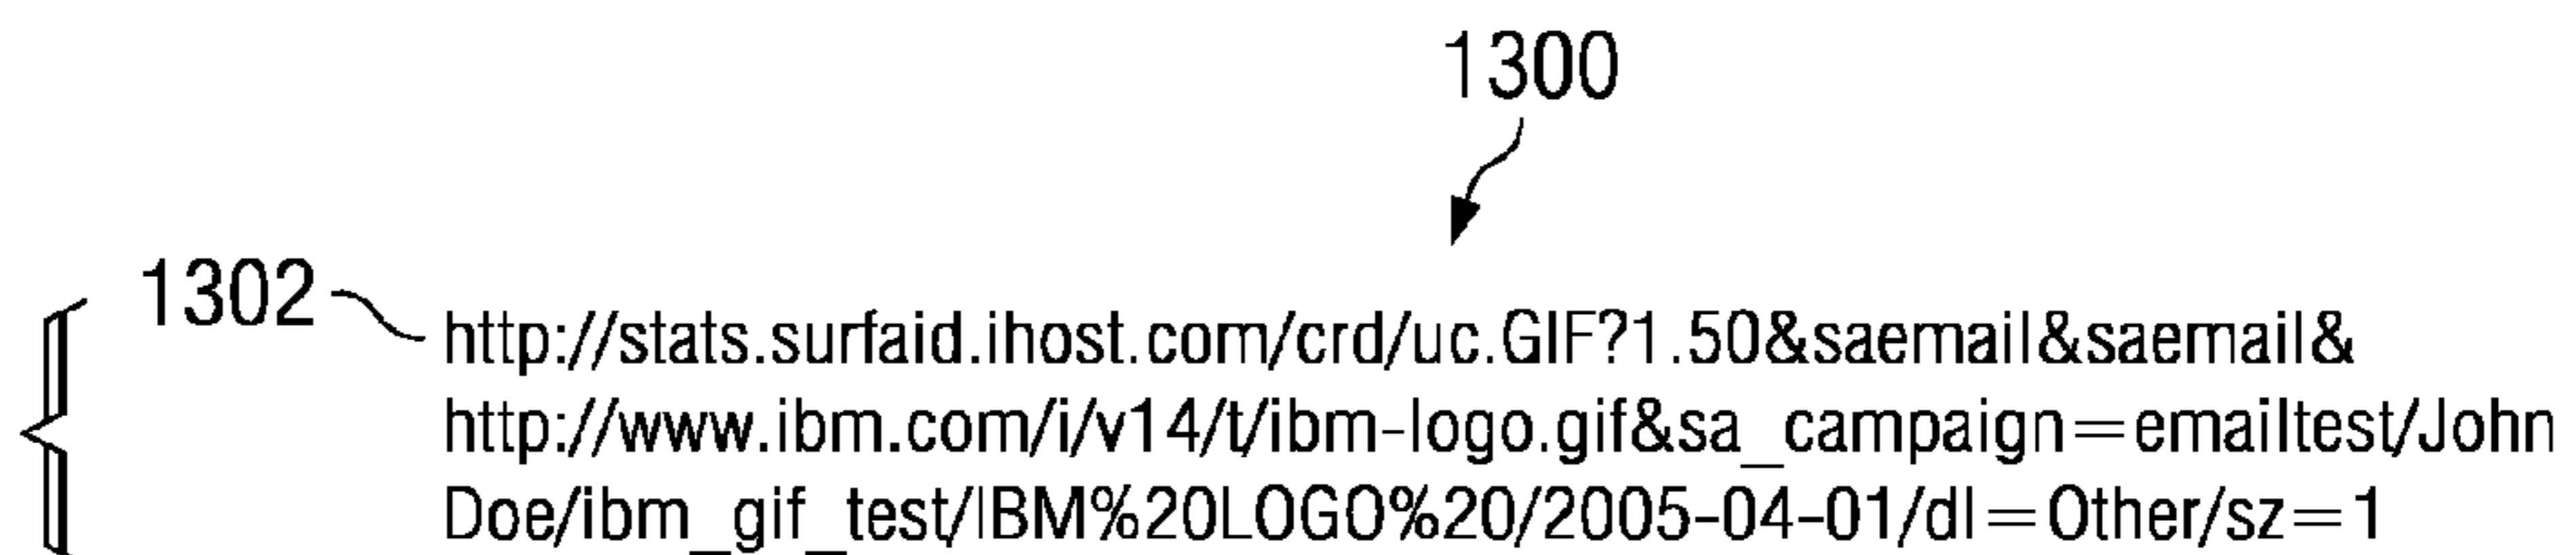 1300
1302
http://stats.surfaid.ihost.com/crd/uc.GIF?1.50&saemail&saemail&
http://www.ibm.com/i/v14/t/ibm-logo.gif&sa_campaign=emailtest/John
Doe/ibm_gif_test/IBM%20LOGO%20/2005-04-01/dl=Other/sz=1